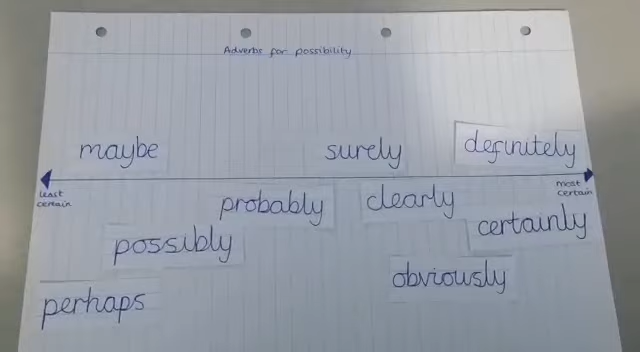 Adverbs for possibility
maybe
surely
definitely
least
certain
most
certain
probably
clearly
possibly
certainly
perhaps
obviously